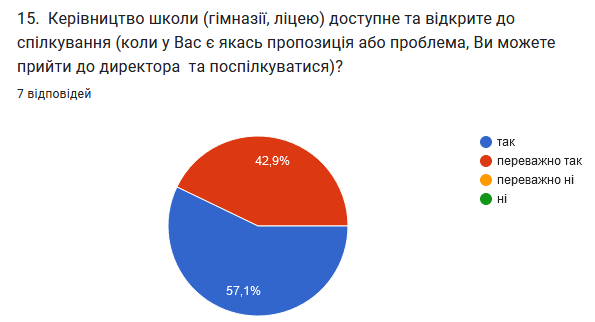 15.  Керівництво школи (гімназії, ліцею) доступне та відкрите до
спілкування (коли у Вас є якась пропозиція або проблема, Ви можете
прийти до директора  та поспілкуватися)?
7 відповідей
так
переважно так
переважно ні
ні
42,9%
57,1%